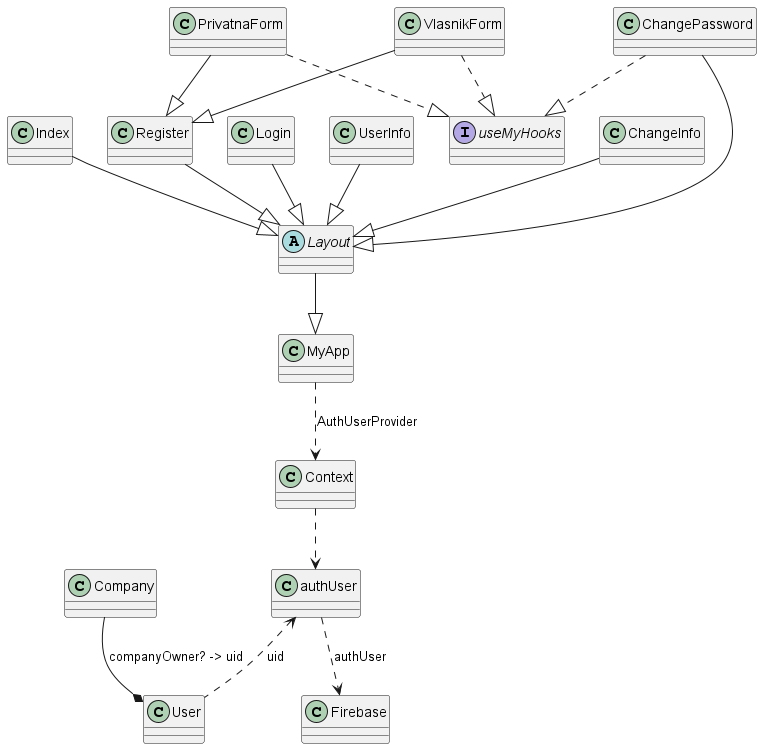 C PrivatnaForm
C VlasnikForm
C ChangePassword
C Index
C Register
C Login
C UserInfo
I useMyHooks
C ChangeInfo
A Layout
C MyApp
AuthUserProvider
C Context
C Company
C authUser
companyOwner? -> uid
uid
authUser
C User
C Firebase